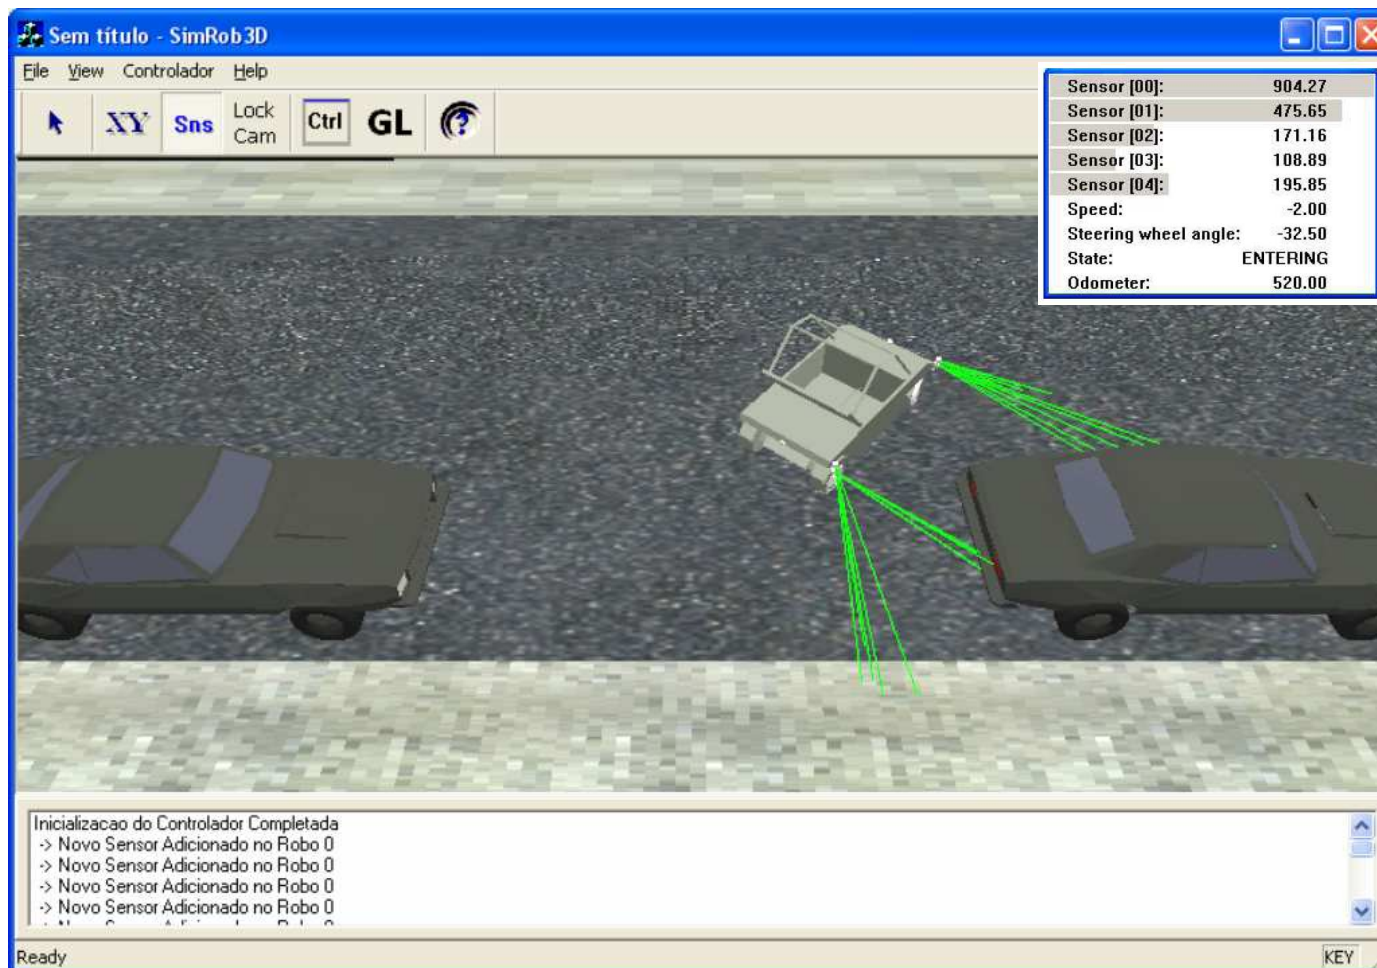 Sem título - SimRob3D
File View Controlador Help
XY Sns Lock Cam Ctrl GL ?
Sensor [00]: 904.27
Sensor [01]: 475.65
Sensor [02]: 171.16
Sensor [03]: 108.89
Sensor [04]: 195.85
Speed: -2.00
Steering wheel angle: -32.50
State: ENTERING
Odometer: 520.00
Inicializacao do Controlador Completada
-> Novo Sensor Adicionado no Robo 0
-> Novo Sensor Adicionado no Robo 0
-> Novo Sensor Adicionado no Robo 0
-> Novo Sensor Adicionado no Robo 0
Ready KEY